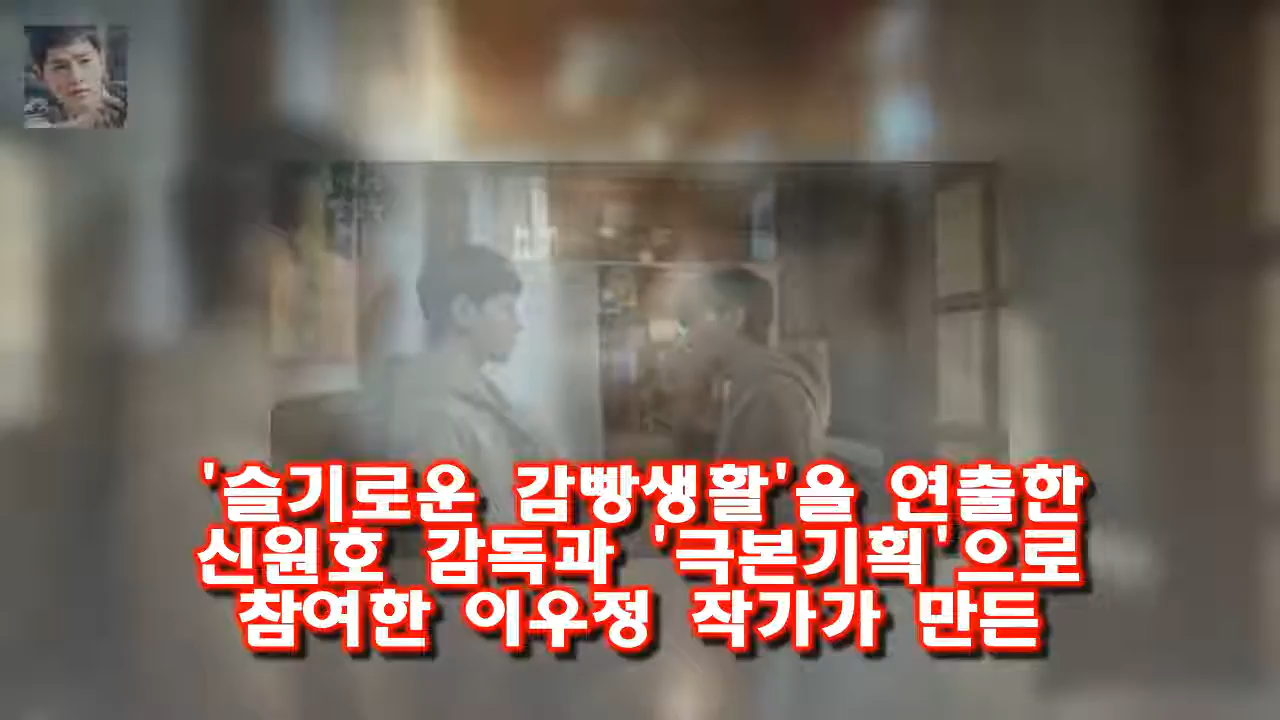 '슬기로운 감빵생활'을 연출한
신원호 감독과 '극본기획'으로
참여한 이우정 작가가 만든